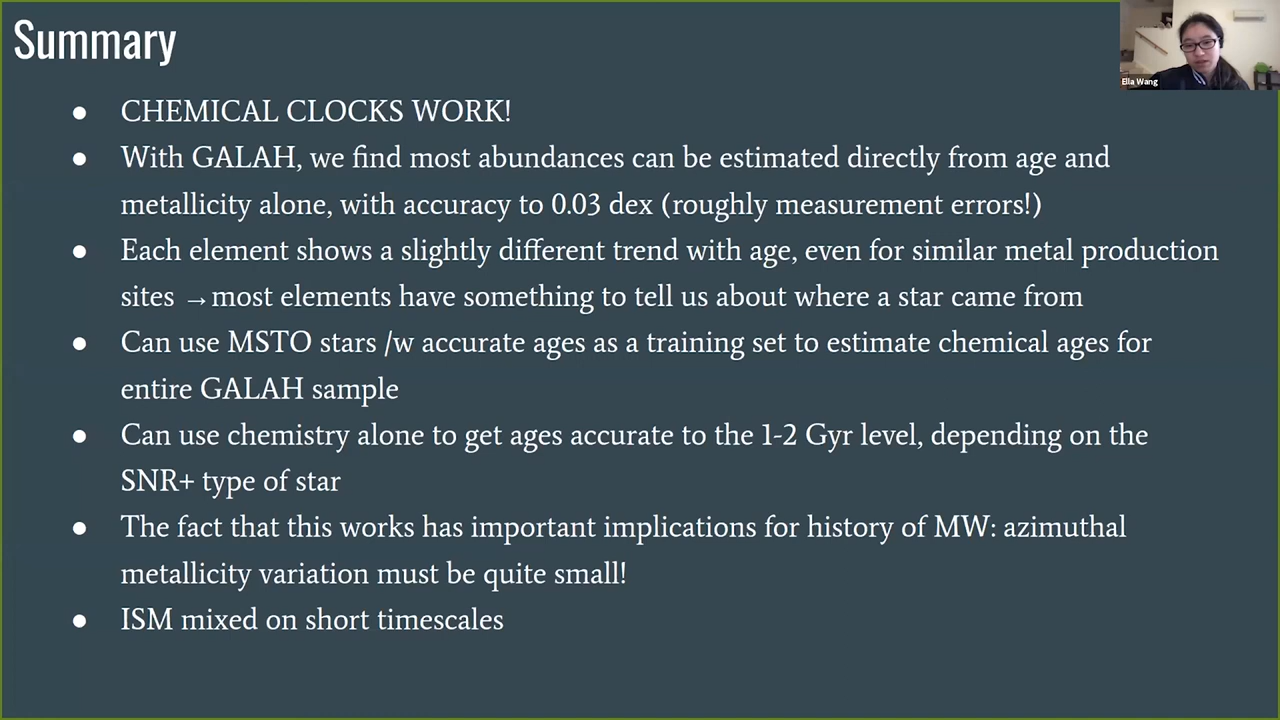 Summary
Ella Wang
● CHEMICAL CLOCKS WORK!
● With GALAH, we find most abundances can be estimated directly from age and
metallicity alone, with accuracy to 0.03 dex (roughly measurement errors!)
● Each element shows a slightly different trend with age, even for similar metal production
sites →most elements have something to tell us about where a star came from
● Can use MSTO stars /w accurate ages as a training set to estimate chemical ages for
entire GALAH sample
● Can use chemistry alone to get ages accurate to the 1-2 Gyr level, depending on the
SNR+ type of star
● The fact that this works has important implications for history of MW: azimuthal
metallicity variation must be quite small!
● ISM mixed on short timescales